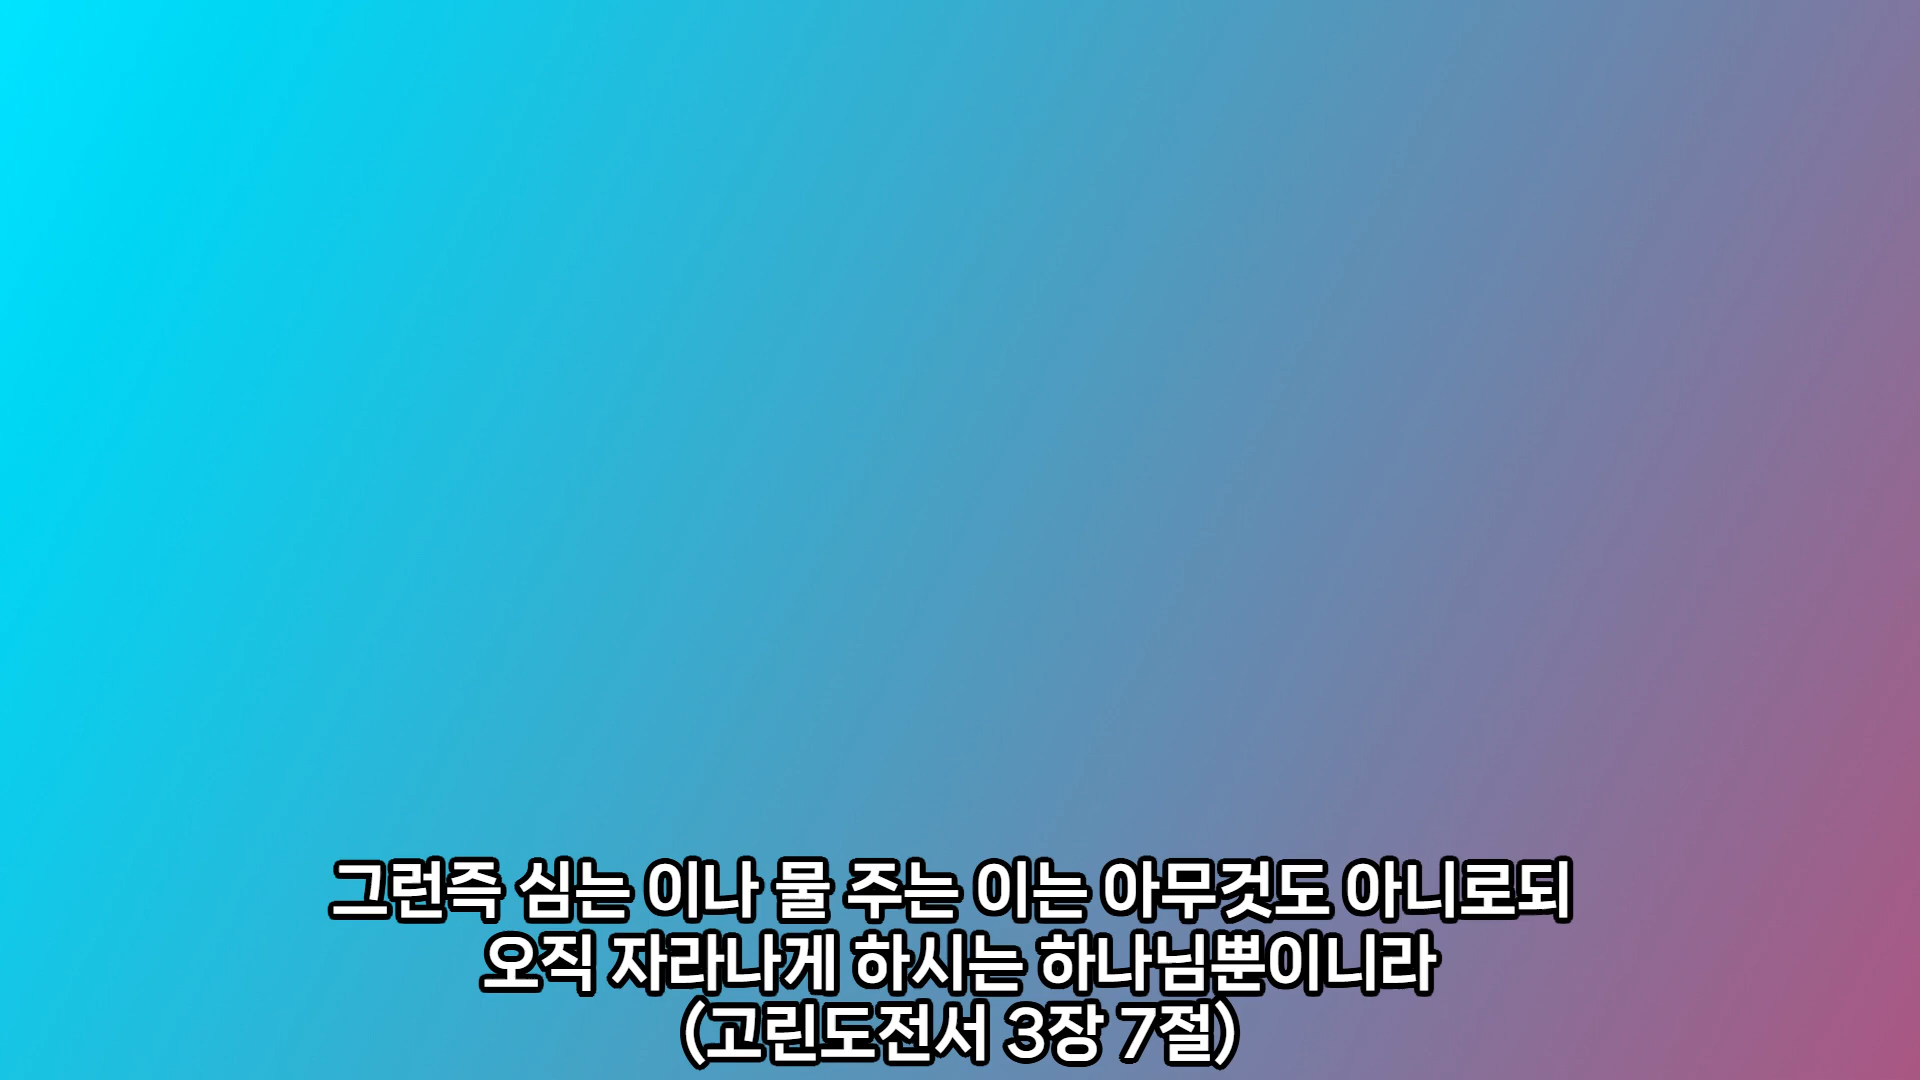 그런즉 심는 이나 물 주는 이는 아무것도 아니로되
오직 자라나게 하시는 하나님뿐이니라
(고린도전서 3장 7절)